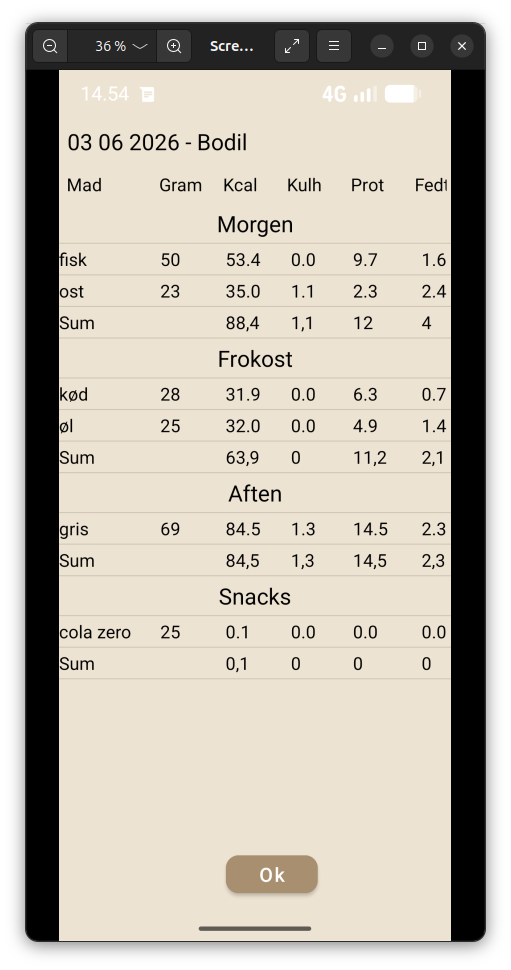 36 % Scre...
14.54 4G
03 06 2026 - Bodil
Mad Gram Kcal Kulh Prot Fedt
Morgen
fisk 50 53.4 0.0 9.7 1.6
ost 23 35.0 1.1 2.3 2.4
Sum 88,4 1,1 12 4
Frokost
kød 28 31.9 0.0 6.3 0.7
øl 25 32.0 0.0 4.9 1.4
Sum 63,9 0 11,2 2,1
Aften
gris 69 84.5 1.3 14.5 2.3
Sum 84,5 1,3 14,5 2,3
Snacks
cola zero 25 0.1 0.0 0.0 0.0
Sum 0,1 0 0 0
Ok